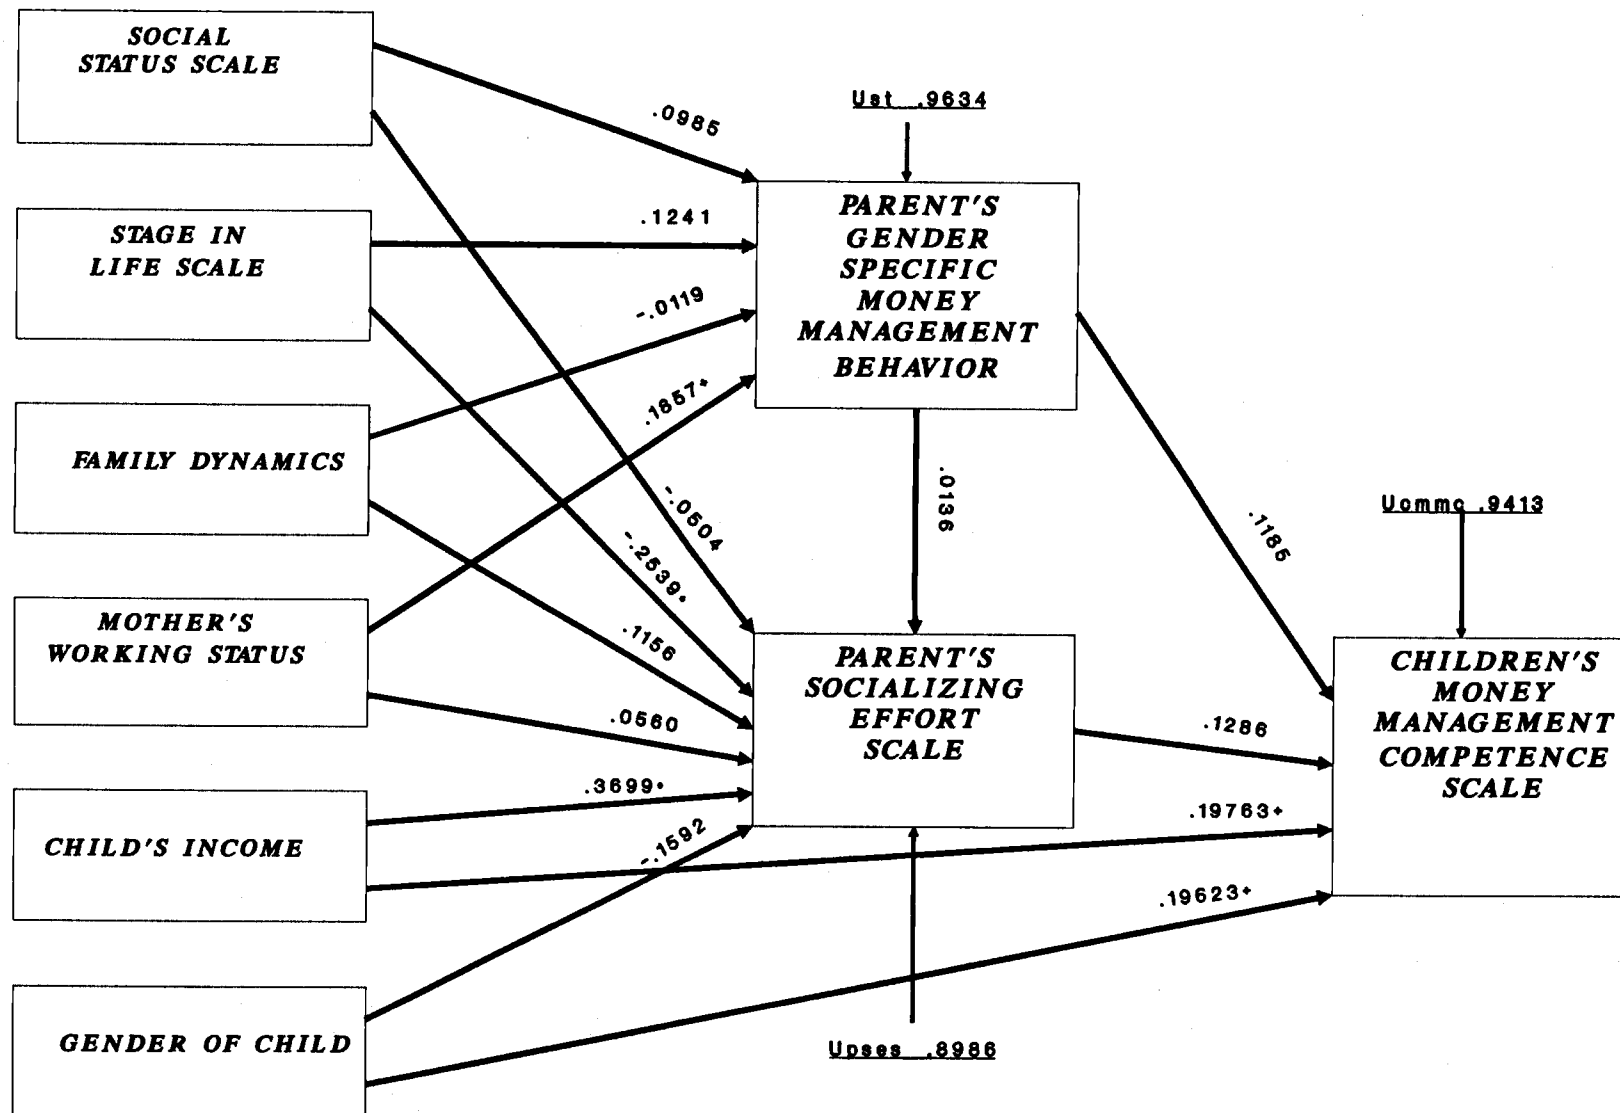 SOCIAL
STATUS SCALE
STAGE IN
LIFE SCALE
FAMILY DYNAMICS
MOTHER'S
WORKING STATUS
CHILD'S INCOME
GENDER OF CHILD
.0985
.1241
-.0119
.1857+
-.0504
-.2539*
.1156
.0560
.3699*
-.1592
Ust .9634
PARENT'S
GENDER
SPECIFIC
MONEY
MANAGEMENT
BEHAVIOR
.0136
PARENT'S
SOCIALIZING
EFFORT
SCALE
Upses .8986
.1185
.1286
.19763+
.19623+
Ucmmc .9413
CHILDREN'S
MONEY
MANAGEMENT
COMPETENCE
SCALE